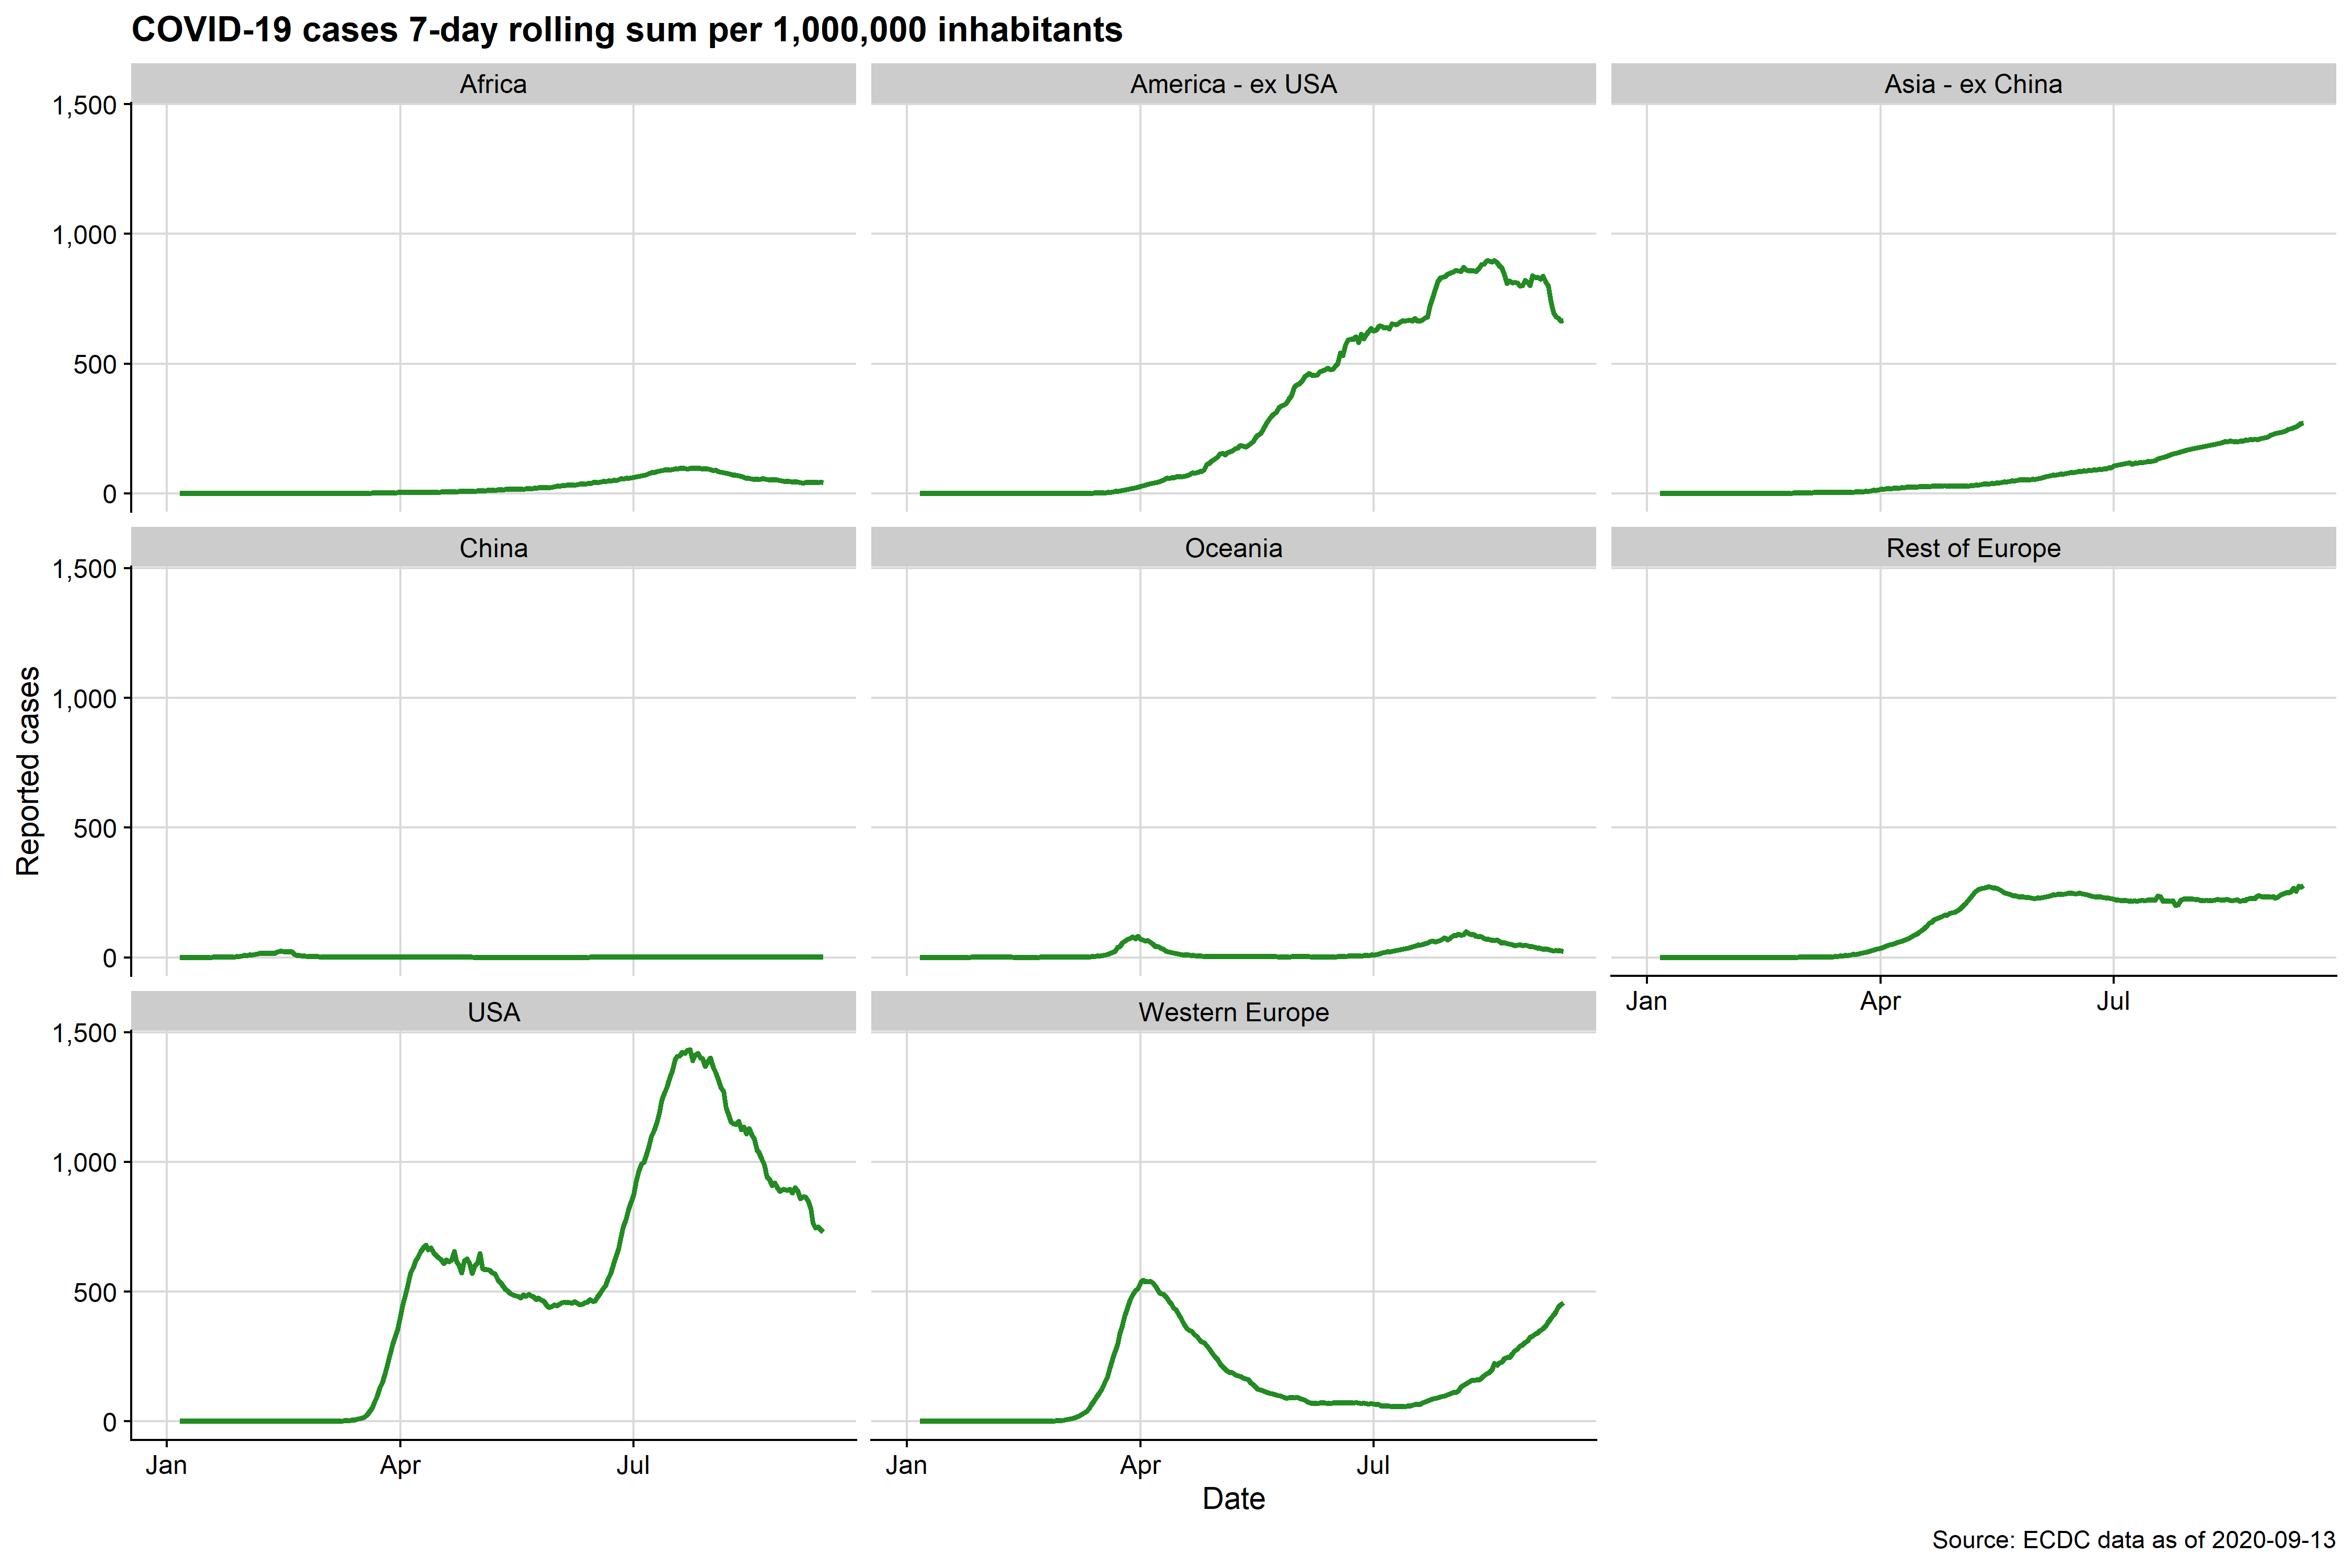 COVID-19 cases 7-day rolling sum per 1,000,000 inhabitants
Africa
America - ex USA
Asia - ex China
1,500
1,000
500
0
China
Oceania
Rest of Europe
1,500
1,000
500
0
Jan
Apr
Jul
USA
Western Europe
1,500
1,000
500
0
Jan
Apr
Jul
Jan
Apr
Jul
Reported cases
Date
Source: ECDC data as of 2020-09-13